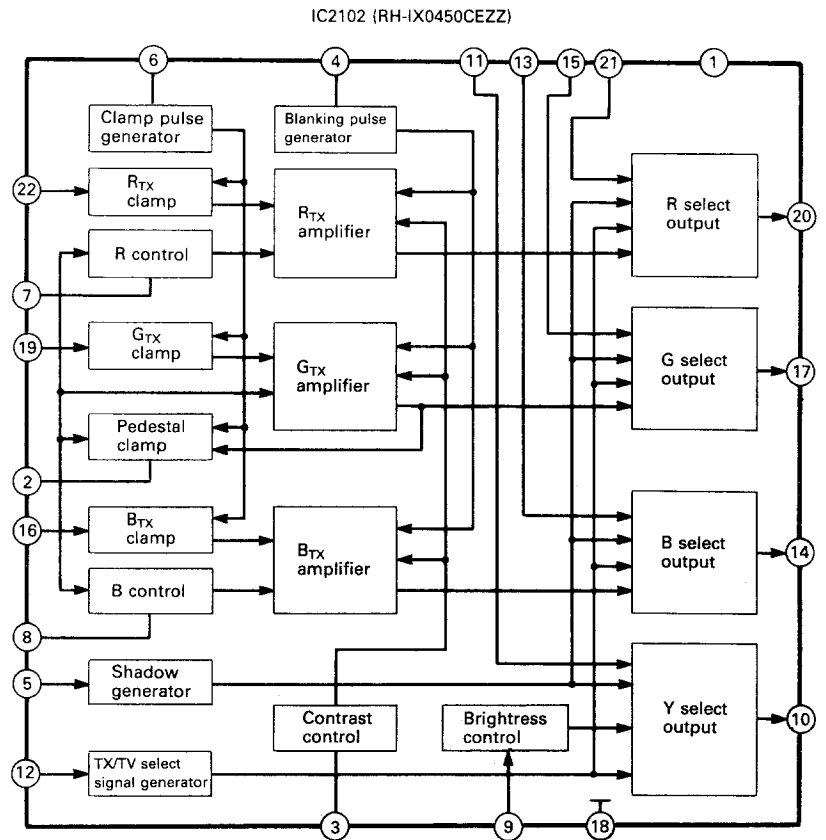 IC2102 (RH-IX0450CEZZ)
6
4
11
13
15
21
1
Clamp pulse
generator
Blanking pulse
generator
22
RTX
clamp
RTX
amplifier
R select
output
20
R control
7
19
GTX
clamp
GTX
amplifier
G select
output
17
Pedestal
clamp
2
16
BTX
clamp
BTX
amplifier
B select
output
14
B control
8
5
Shadow
generator
Contrast
control
Brightress
control
Y select
output
10
12
TX/TV select
signal generator
3
9
18